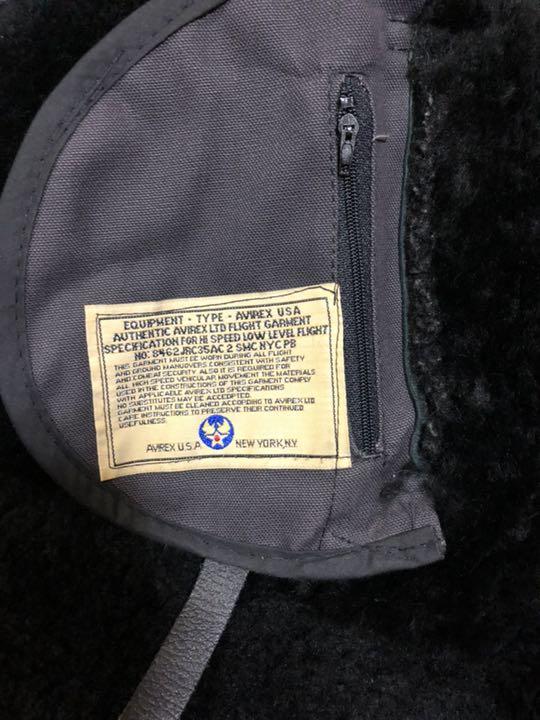 EQUIPMENT - TYPE - AVIREX USA
AUTHENTIC AVIREX LTD FLIGHT GARMENT
SPECIFICATION FOR HI SPEED LOW LEVEL FLIGHT
NO: 8462JRC35AC 2 SMC NYC PB
THIS GARMENT MUST BE WORN DURING ALL FLIGHT
AND GROUND MANUOVERS CONSISTENT WITH SAFETY
AND COMBAT SECURITY ALSO IT IS REQUIRED FOR
ALL HIGH SPEED VEHICULAR MOVEMENT THE MATERIALS
USED IN THE CONSTRUCTIONS OF THIS GARMENT COMPLY
WITH APPLICABLE AVIREX LTD SPECIFICATIONS
NO SUBSTITUTES MAY BE ACCEPTED.
GARMENT MUST BE CLEANED ACCORDING TO AVIREX LTD
CARE INSTRUCTIONS TO PRESERVE THEIR CONTINUED
USEFULNESS.
AVIREX U.S.A NEW YORK,N.Y.